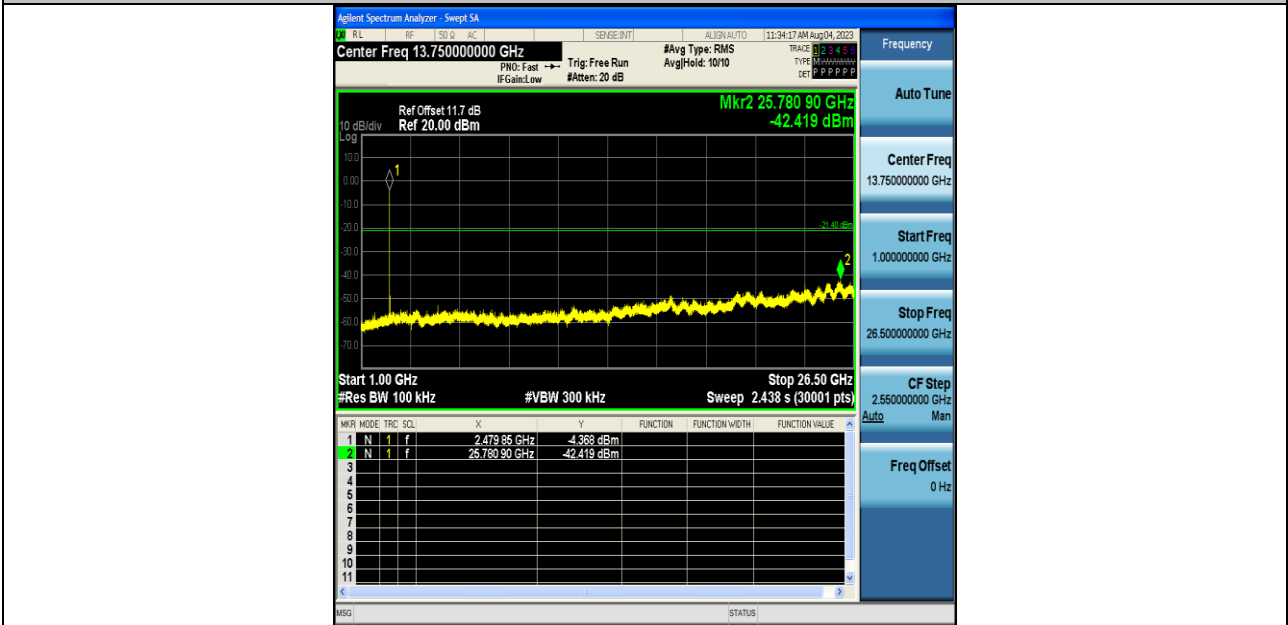 Agilent Spectrum Analyzer - Swept SA
RL RF 50 Ω AC SENSE:INT ALIGN AUTO 11:34:17 AM Aug 04, 2023
Center Freq 13.750000000 GHz
PNO: Fast
IFGain:Low
Trig: Free Run
#Atten: 20 dB
#Avg Type: RMS
Avg|Hold: 10/10
TRACE 1 2 3 4 5 6
TYPE M
DET P P P P P P
Mkr2 25.780 90 GHz
-42.419 dBm
Ref Offset 11.7 dB
10 dB/div Ref 20.00 dBm
Log
10.0
0.00
-10.0
-20.0
-30.0
-40.0
-50.0
-60.0
-70.0
1
-21.40 dBm
2
Start 1.00 GHz Stop 26.50 GHz
#Res BW 100 kHz #VBW 300 kHz Sweep 2.438 s (30001 pts)
MKR MODE TRC SCL X Y FUNCTION FUNCTION WIDTH FUNCTION VALUE
1 N 1 f 2.479 85 GHz -4.368 dBm
2 N 1 f 25.780 90 GHz -42.419 dBm
3
4
5
6
7
8
9
10
11
MSG STATUS
Frequency
Auto Tune
Center Freq
13.750000000 GHz
Start Freq
1.000000000 GHz
Stop Freq
26.500000000 GHz
CF Step
2.550000000 GHz
Auto Man
Freq Offset
0 Hz